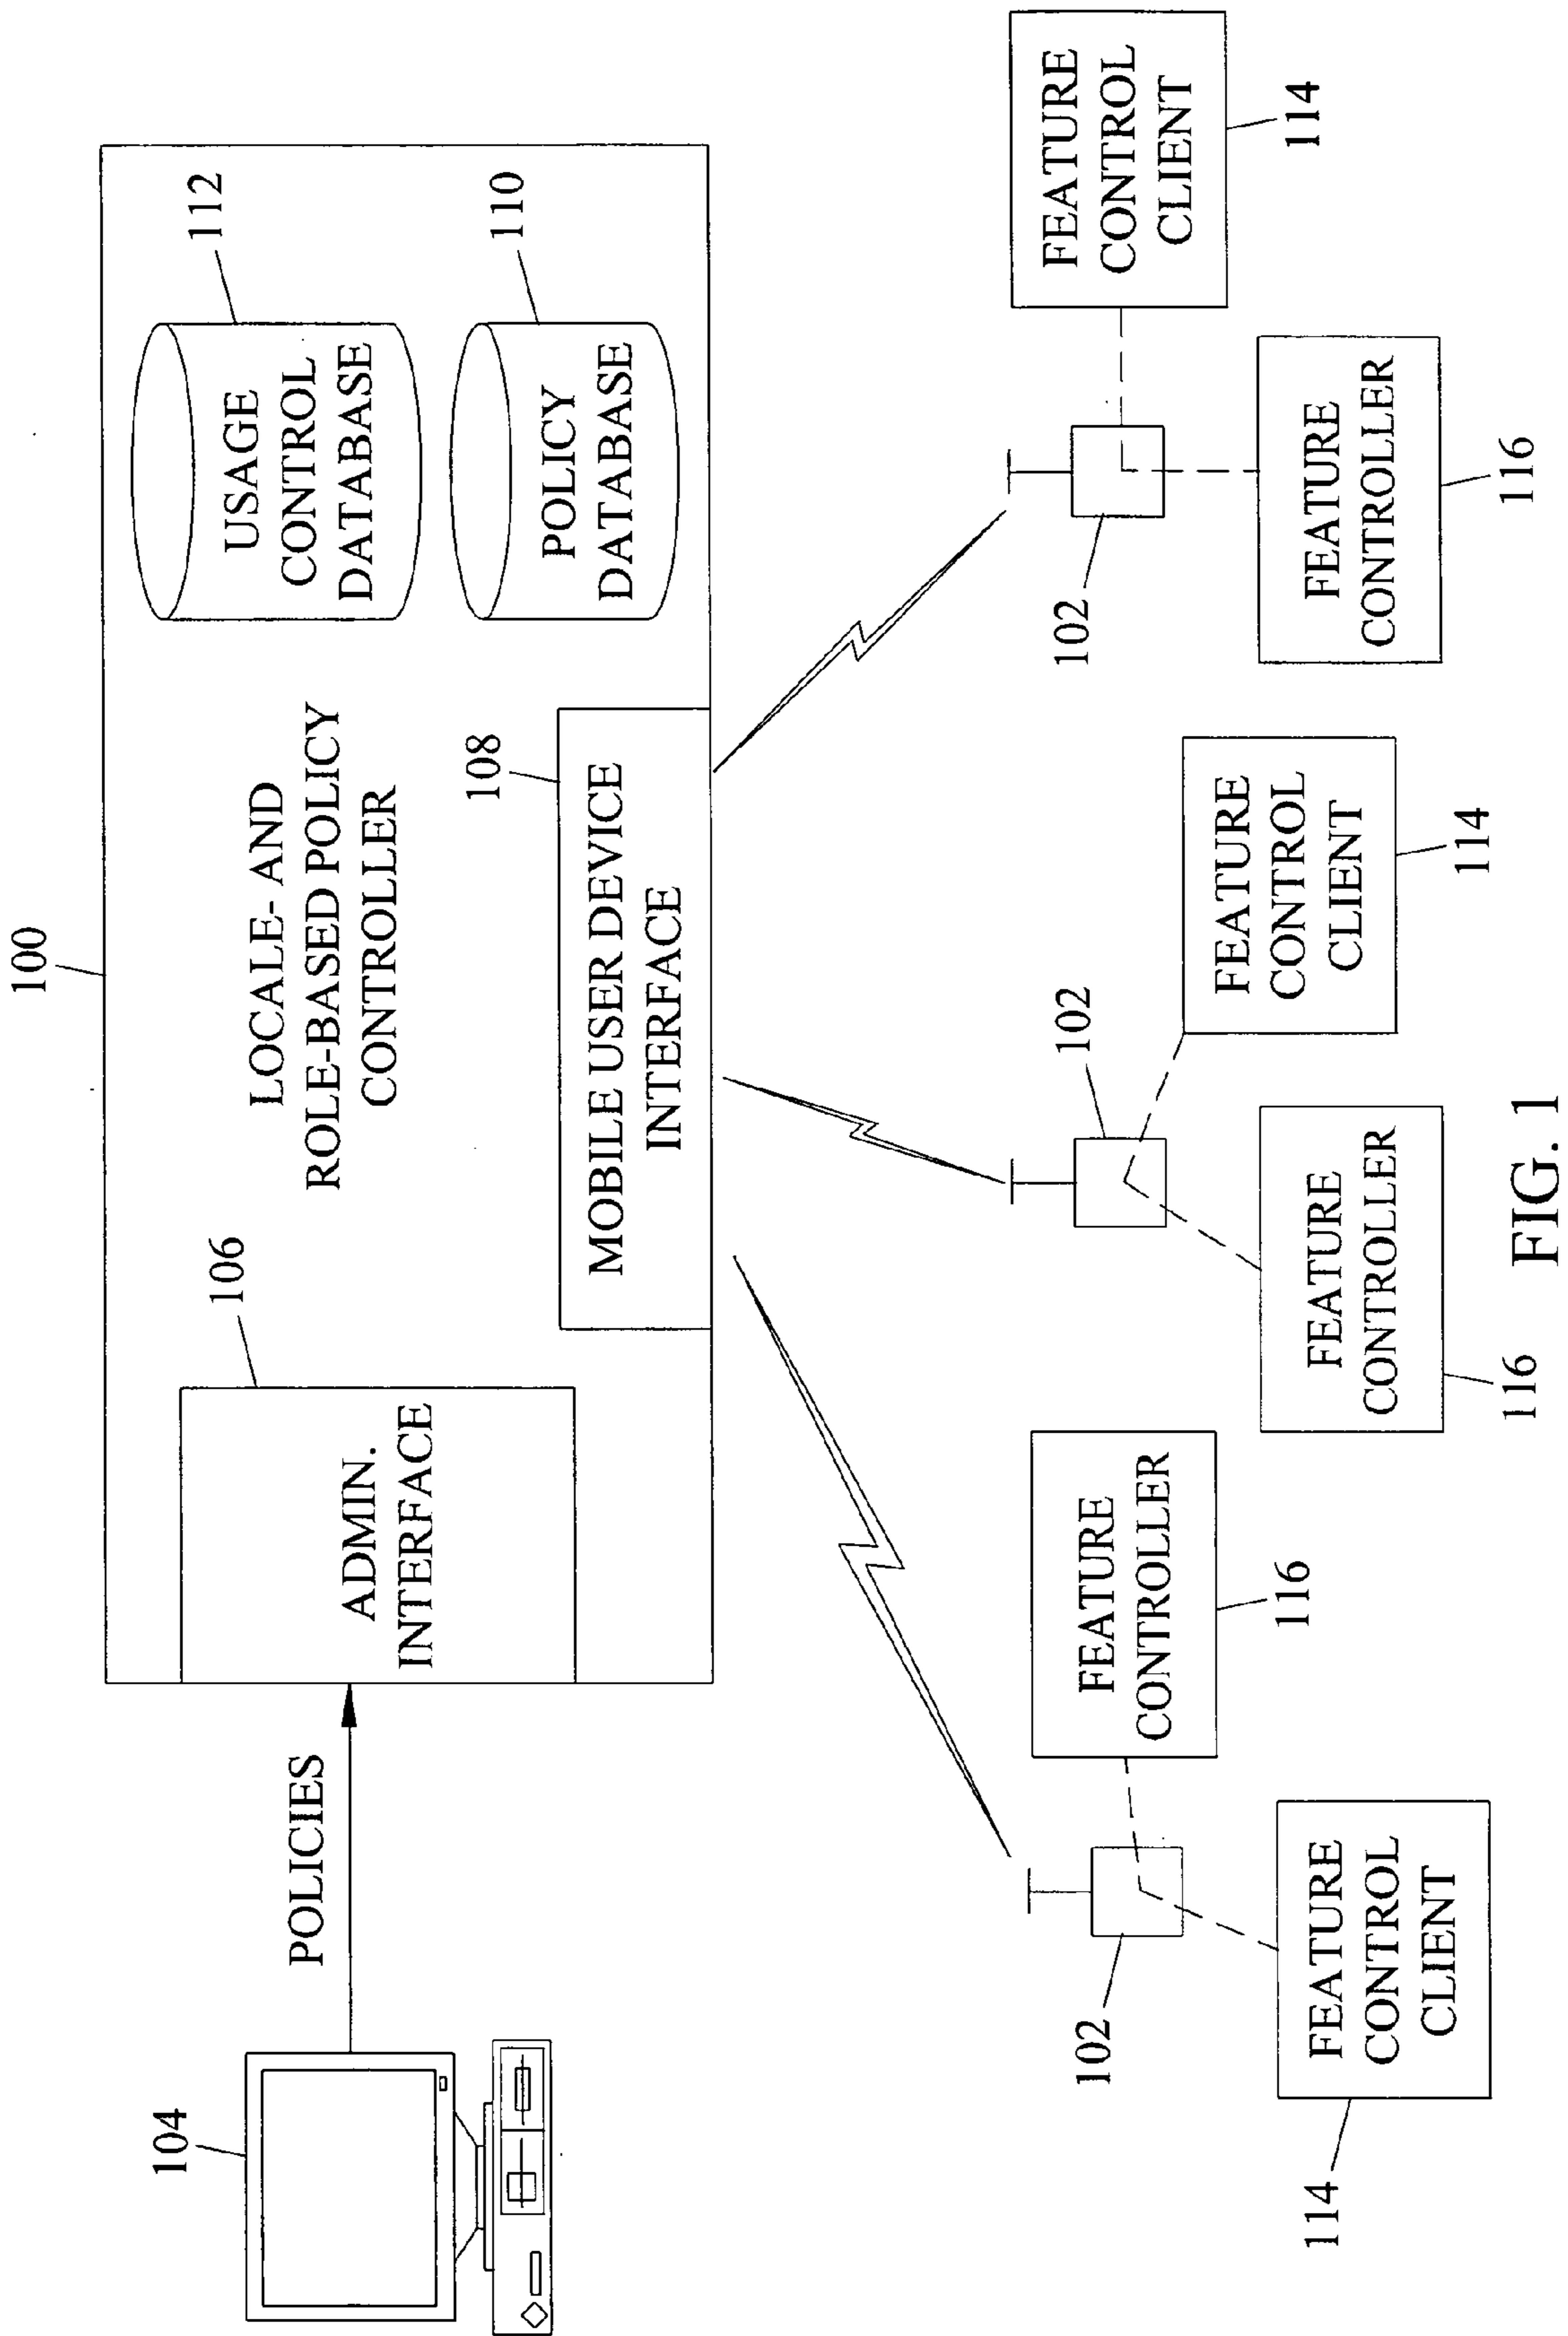 100
LOCALE- AND
ROLE-BASED POLICY
CONTROLLER
104
POLICIES
106
ADMIN.
INTERFACE
108
MOBILE USER DEVICE
INTERFACE
112
USAGE
CONTROL
DATABASE
110
POLICY
DATABASE
102
FEATURE
CONTROLLER
116
FEATURE
CONTROL
CLIENT
114
102
FEATURE
CONTROLLER
116
FEATURE
CONTROL
CLIENT
114
102
FEATURE
CONTROLLER
116
FEATURE
CONTROL
CLIENT
114
FIG. 1